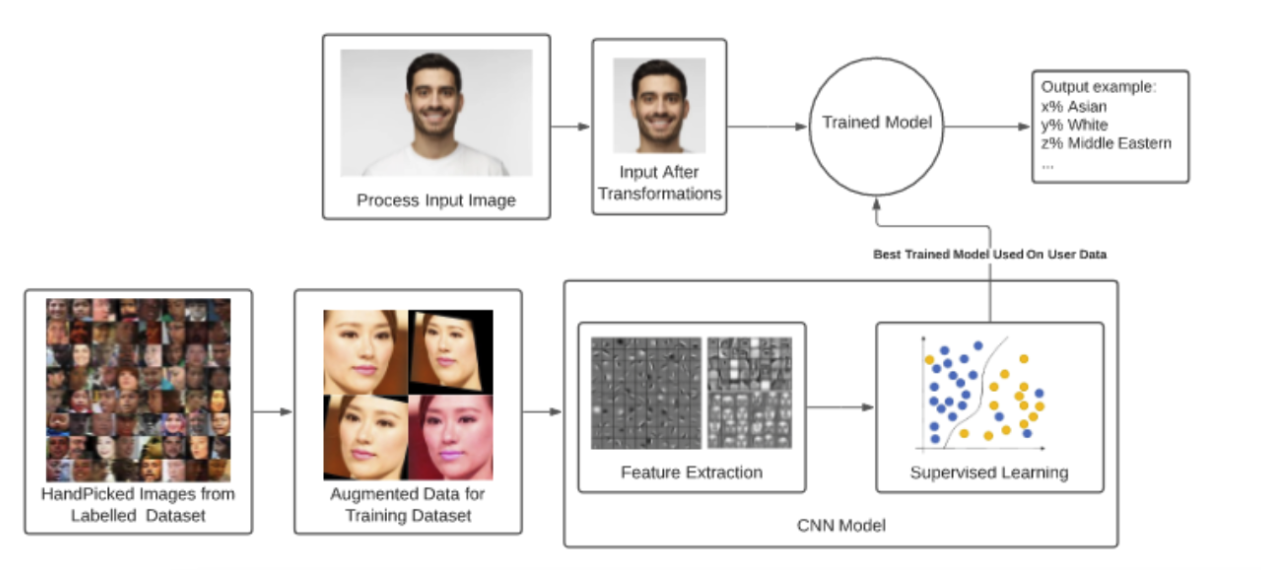 Process Input Image
Input After
Transformations
Trained Model
Output example:
x% Asian
y% White
z% Middle Eastern
...
Best Trained Model Used On User Data
HandPicked Images from
Labelled Dataset
Augmented Data for
Training Dataset
Feature Extraction
Supervised Learning
CNN Model